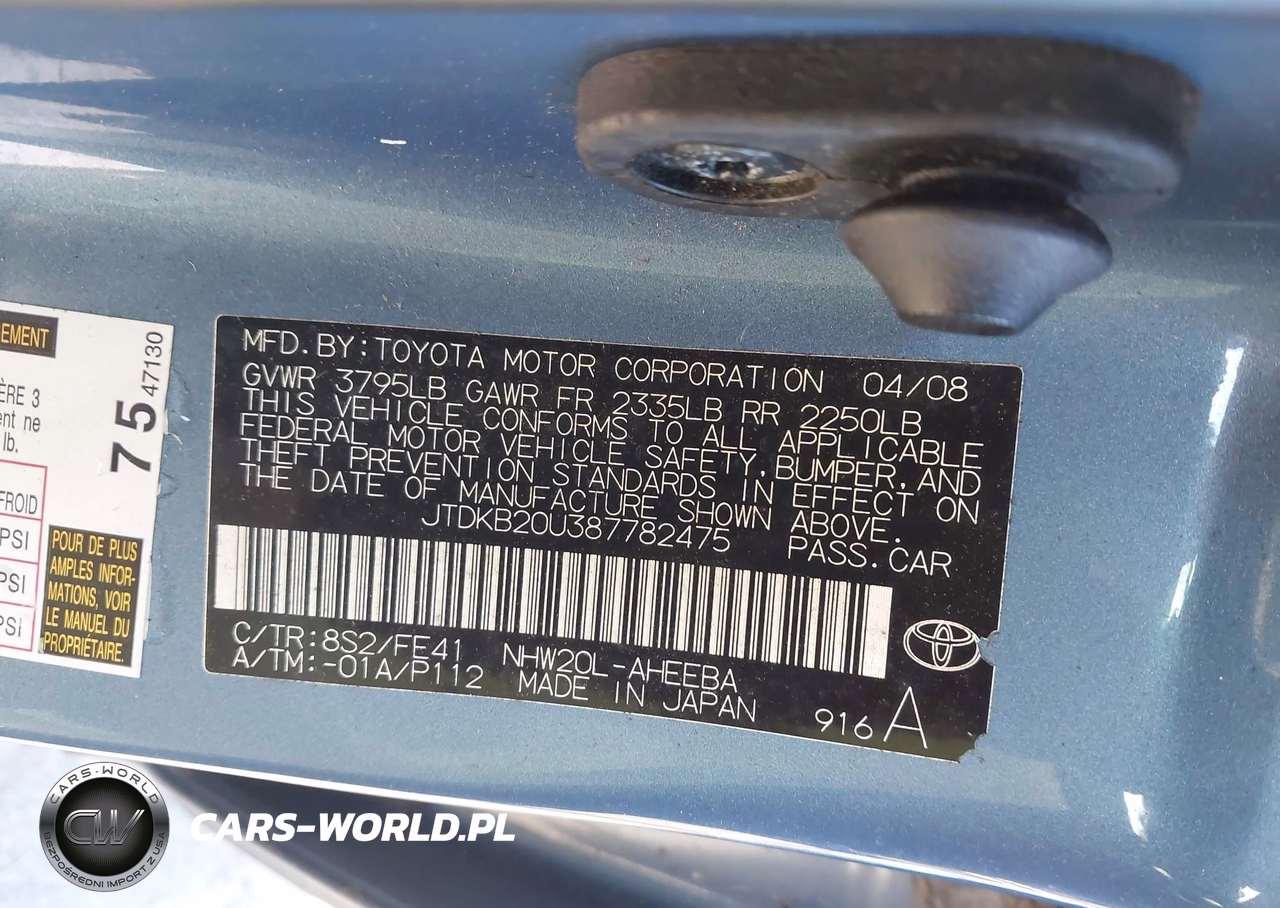 EMENT
ÈRE 3
ent ne
lb.
FROID
PSI
PSI
PSI
75
47130
POUR DE PLUS
AMPLES INFOR-
MATIONS, VOIR
LE MANUEL DU
PROPRIÉTAIRE.
MFD.BY:TOYOTA MOTOR CORPORATION 04/08
GVWR 3795LB GAWR FR 2335LB RR 2250LB
THIS VEHICLE CONFORMS TO ALL APPLICABLE
FEDERAL MOTOR VEHICLE SAFETY,BUMPER,AND
THEFT PREVENTION STANDARDS IN EFFECT ON
THE DATE OF MANUFACTURE SHOWN ABOVE.
JTDKB20U387782475 PASS.CAR
C/TR:8S2/FE41 NHW20L-AHEEBA
A/TM:-01A/P112 MADE IN JAPAN
916 A
CARS-WORLD
CW
BEZPOŚREDNI IMPORT Z USA
CARS-WORLD.PL